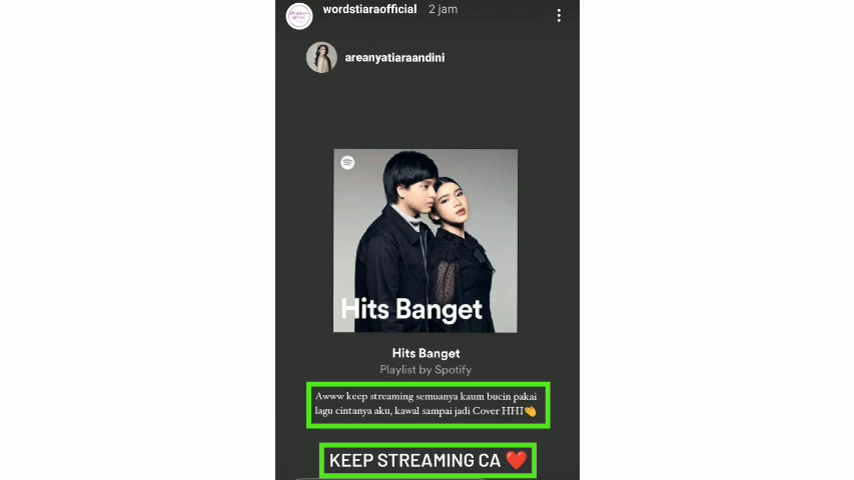 wordstiaraofficial 2 jam
areanyatiaraandini
Hits Banget
Hits Banget
Playlist by Spotify
Awww keep streaming semuanya kaum bucin pakai
lagu cintanya aku, kawal sampai jadi Cover HHI👏
KEEP STREAMING CA ❤️